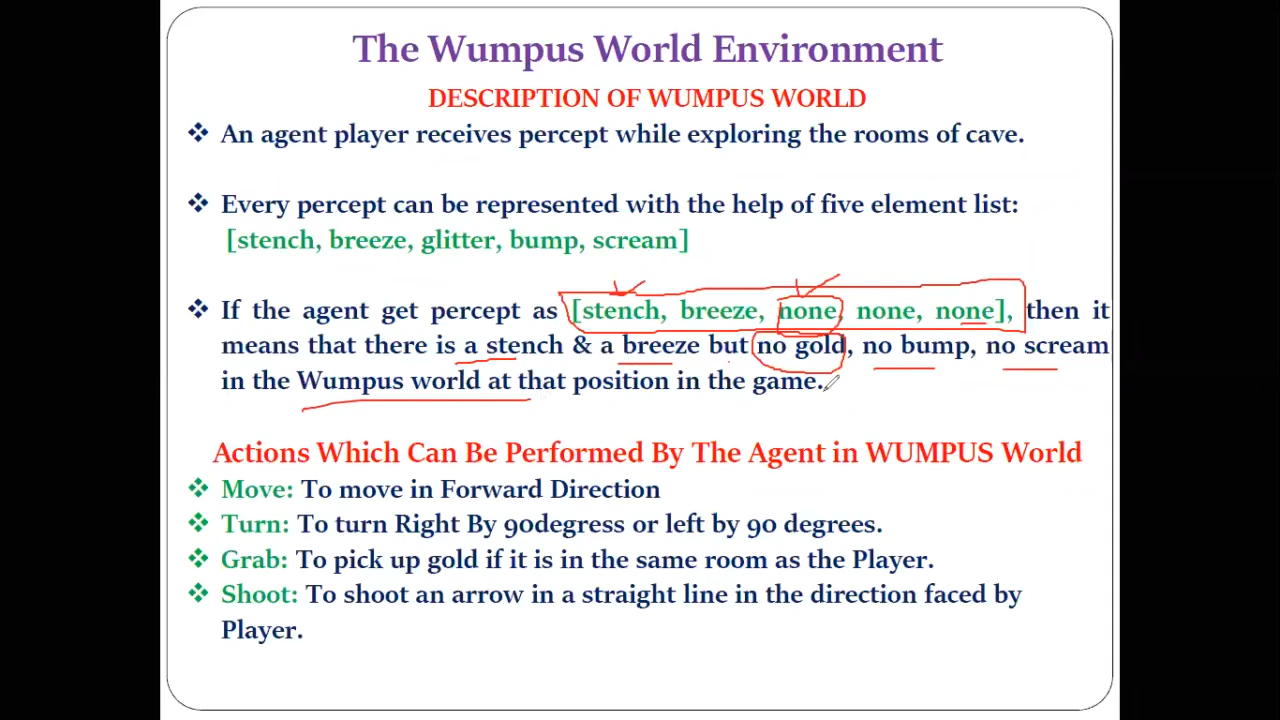 The Wumpus World Environment
DESCRIPTION OF WUMPUS WORLD
❖ An agent player receives percept while exploring the rooms of cave.
❖ Every percept can be represented with the help of five element list:
[stench, breeze, glitter, bump, scream]
❖ If the agent get percept as [stench, breeze, none, none, none], then it
means that there is a stench & a breeze but no gold, no bump, no scream
in the Wumpus world at that position in the game.
Actions Which Can Be Performed By The Agent in WUMPUS World
❖ Move: To move in Forward Direction
❖ Turn: To turn Right By 90degress or left by 90 degrees.
❖ Grab: To pick up gold if it is in the same room as the Player.
❖ Shoot: To shoot an arrow in a straight line in the direction faced by
Player.